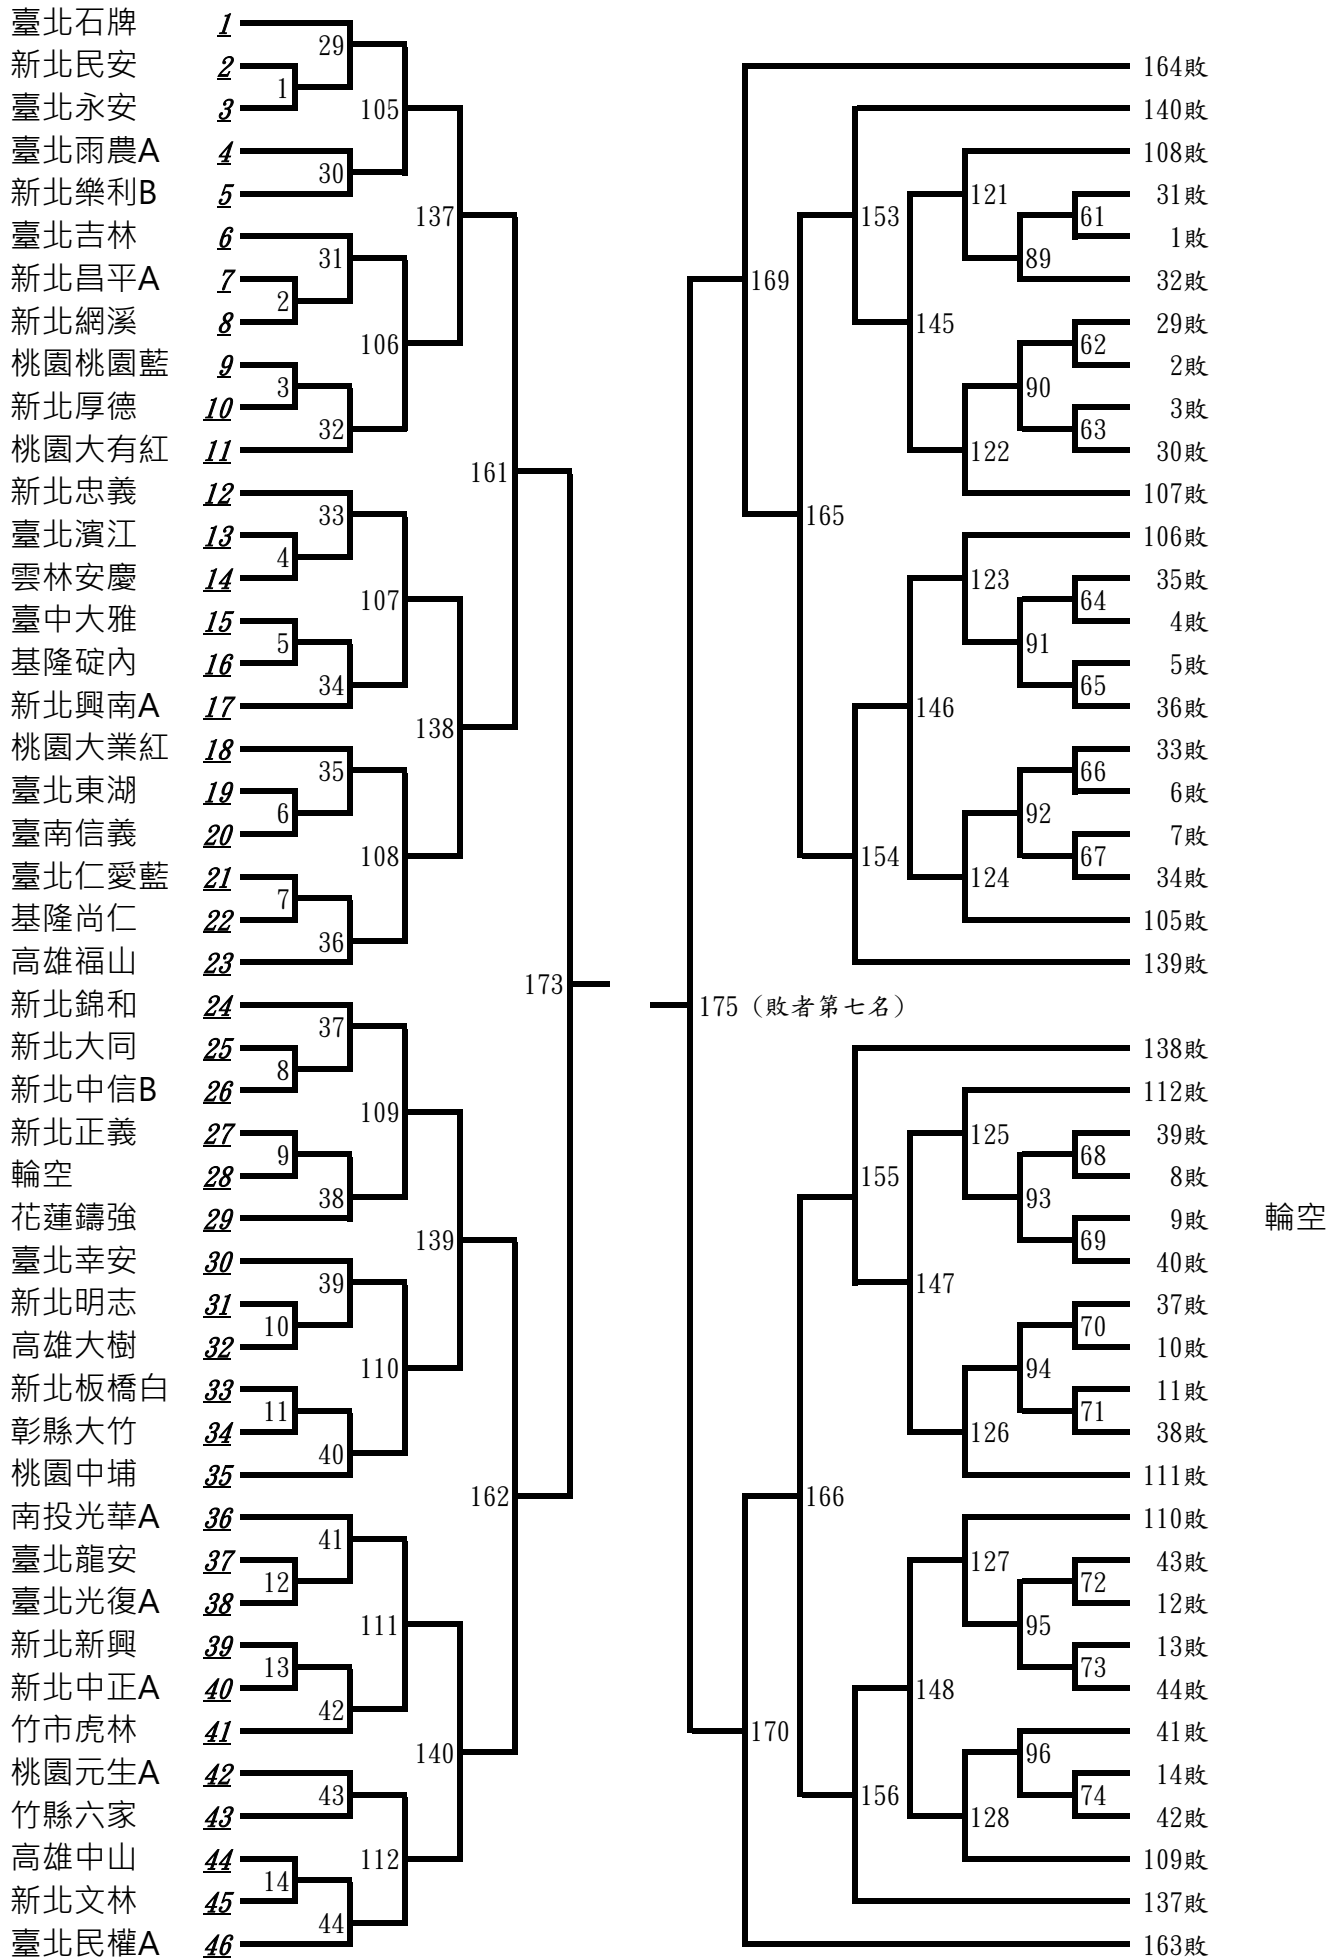 臺北石牌 1
新北民安 2
臺北永安 3
臺北雨農A 4
新北樂利B 5
臺北吉林 6
新北昌平A 7
新北網溪 8
桃園桃園藍 9
新北厚德 10
桃園大有紅 11
新北忠義 12
臺北濱江 13
雲林安慶 14
臺中大雅 15
基隆碇內 16
新北興南A 17
桃園大業紅 18
臺北東湖 19
臺南信義 20
臺北仁愛藍 21
基隆尚仁 22
高雄福山 23
新北錦和 24
新北大同 25
新北中信B 26
新北正義 27
輪空 28
花蓮鑄強 29
臺北幸安 30
新北明志 31
高雄大樹 32
新北板橋白 33
彰縣大竹 34
桃園中埔 35
南投光華A 36
臺北龍安 37
臺北光復A 38
新北新興 39
新北中正A 40
竹市虎林 41
桃園元生A 42
竹縣六家 43
高雄中山 44
新北文林 45
臺北民權A 46
1
2
3
4
5
6
7
8
9
10
11
12
13
14
29
30
31
32
33
34
35
36
37
38
39
40
41
42
43
44
105
106
107
108
109
110
111
112
137
138
139
140
161
162
173
175（敗者第七名）
169
170
165
166
153
154
155
156
145
146
147
148
121
122
123
124
125
126
127
128
89
90
91
92
93
94
95
96
61
62
63
64
65
66
67
68
69
70
71
72
73
74
164敗
140敗
108敗
31敗
1敗
32敗
29敗
2敗
3敗
30敗
107敗
106敗
35敗
4敗
5敗
36敗
33敗
6敗
7敗
34敗
105敗
139敗
138敗
112敗
39敗
8敗
9敗 輪空
40敗
37敗
10敗
11敗
38敗
111敗
110敗
43敗
12敗
13敗
44敗
41敗
14敗
42敗
109敗
137敗
163敗